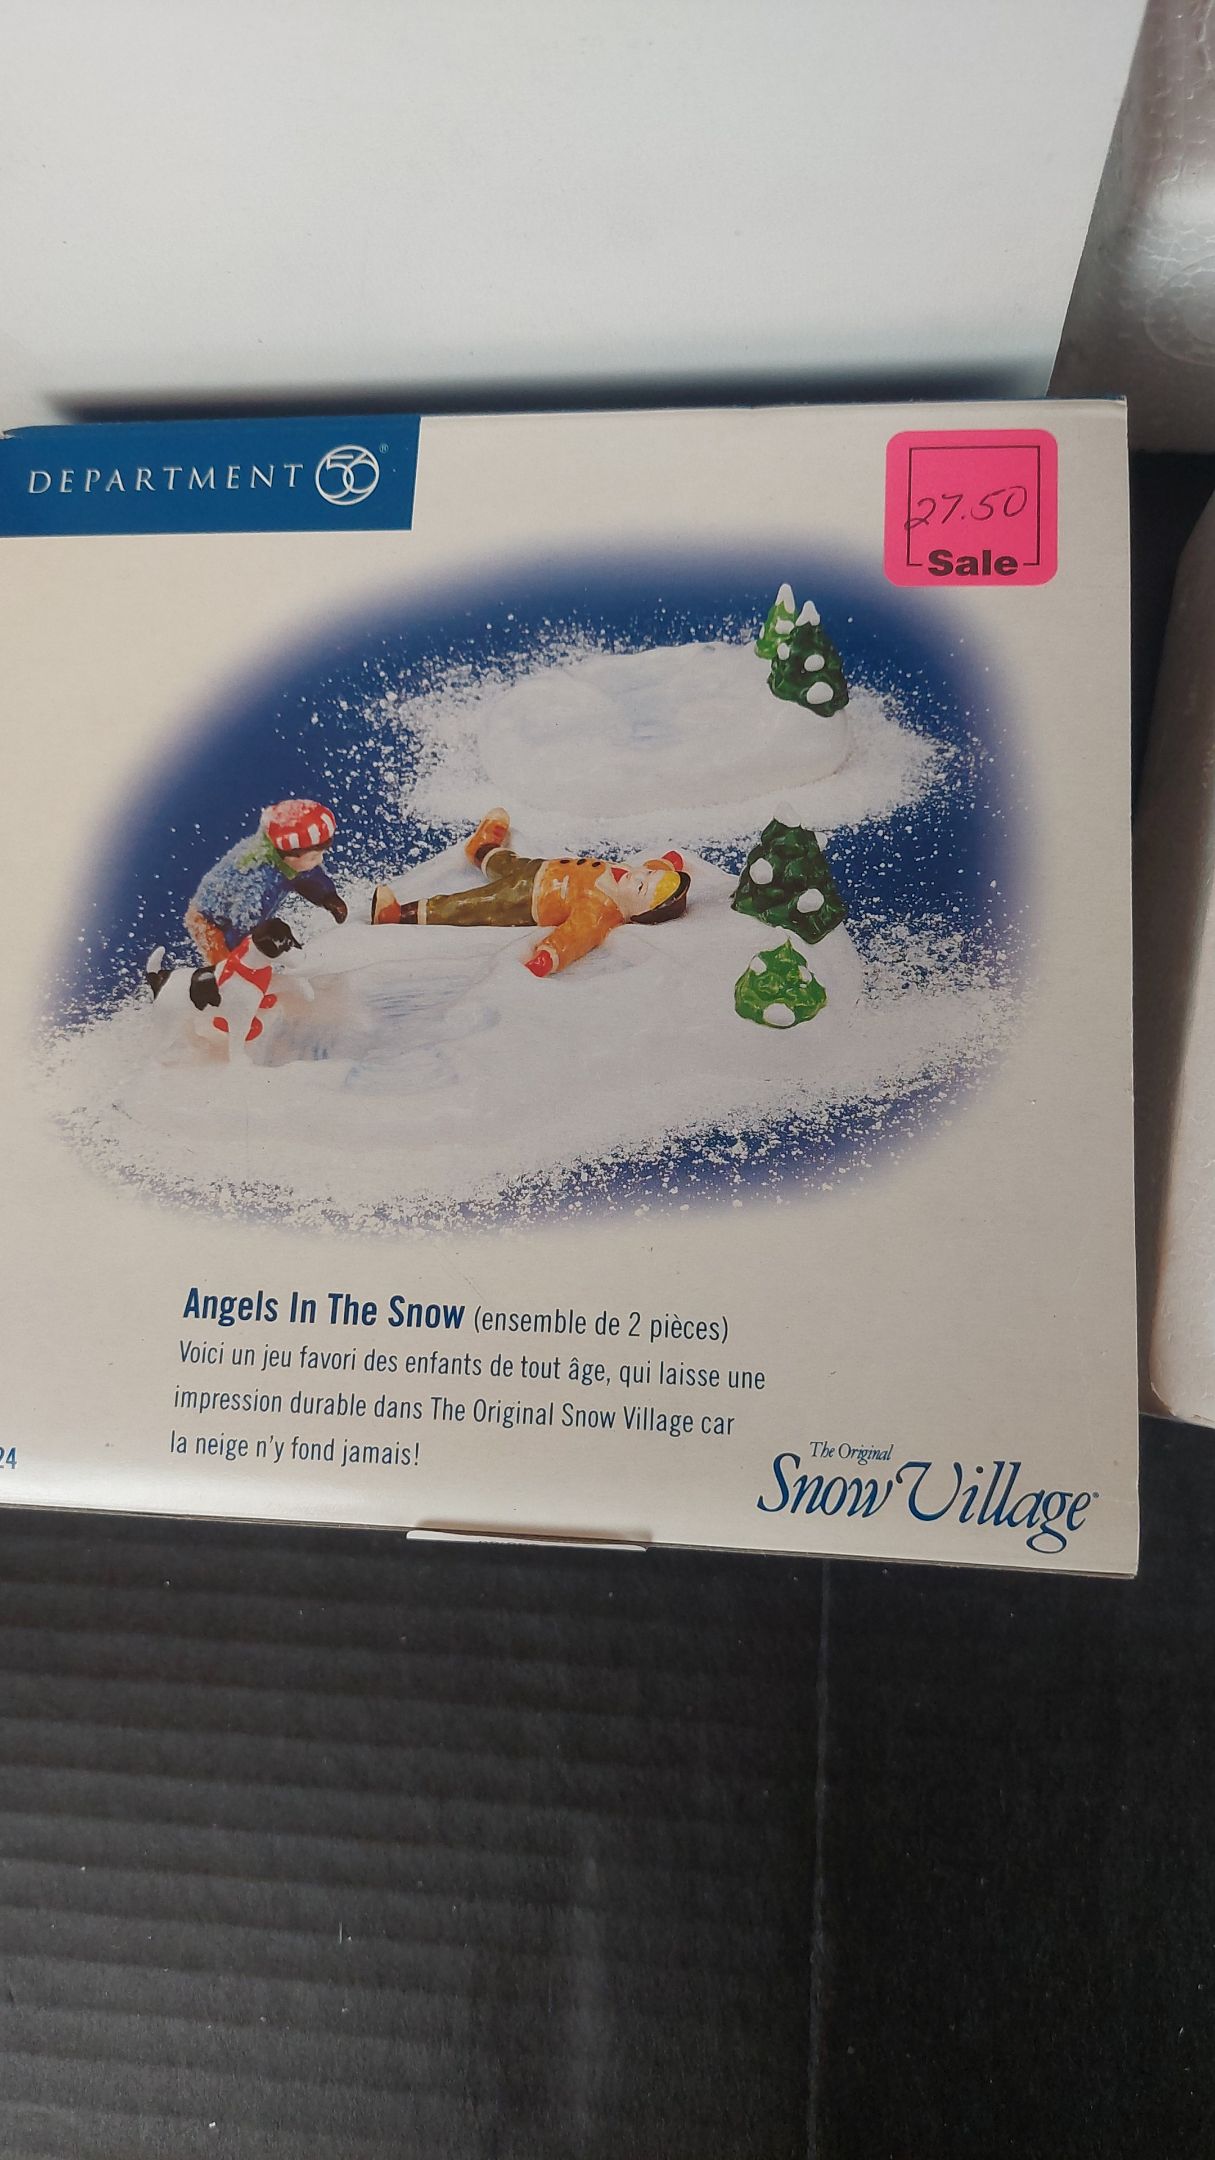 DEPARTMENT 56®
27.50
Sale
Angels In The Snow (ensemble de 2 pièces)
Voici un jeu favori des enfants de tout âge, qui laisse une
impression durable dans The Original Snow Village car
la neige n'y fond jamais!
24
The Original
Snow Village